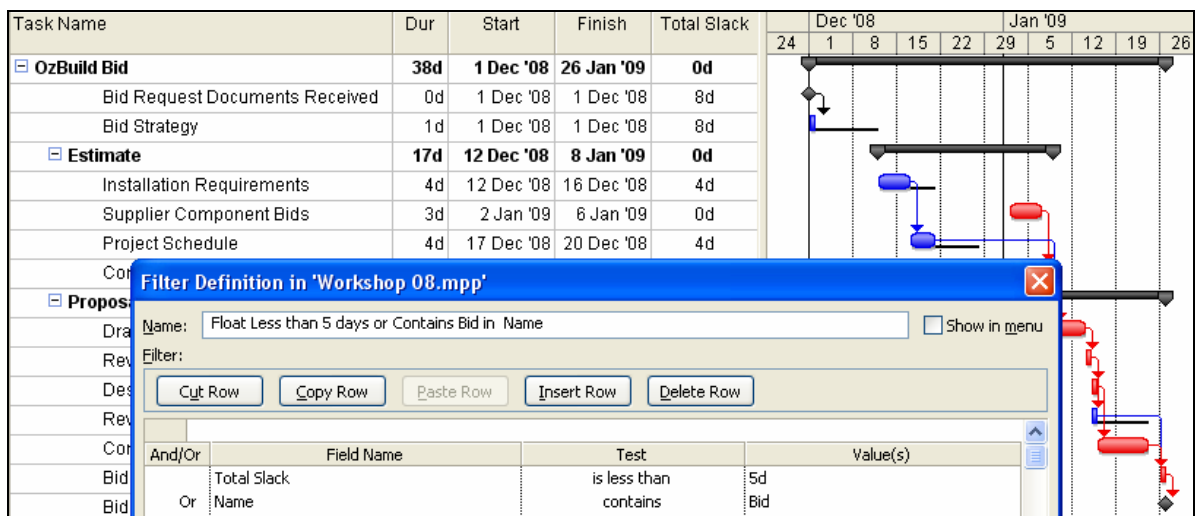 Task Name Dur Start Finish Total Slack Dec '08 Jan '09
24 1 8 15 22 29 5 12 19 26
OzBuild Bid 38d 1 Dec '08 26 Jan '09 0d
Bid Request Documents Received 0d 1 Dec '08 1 Dec '08 8d
Bid Strategy 1d 1 Dec '08 1 Dec '08 8d
Estimate 17d 12 Dec '08 8 Jan '09 0d
Installation Requirements 4d 12 Dec '08 16 Dec '08 4d
Supplier Component Bids 3d 2 Jan '09 6 Jan '09 0d
Project Schedule 4d 17 Dec '08 20 Dec '08 4d
Filter Definition in 'Workshop 08.mpp'
Name: Float Less than 5 days or Contains Bid in Name Show in menu
Filter:
Cut Row Copy Row Paste Row Insert Row Delete Row
And/Or Field Name Test Value(s)
Bid Total Slack is less than 5d
Bid Or Name contains Bid